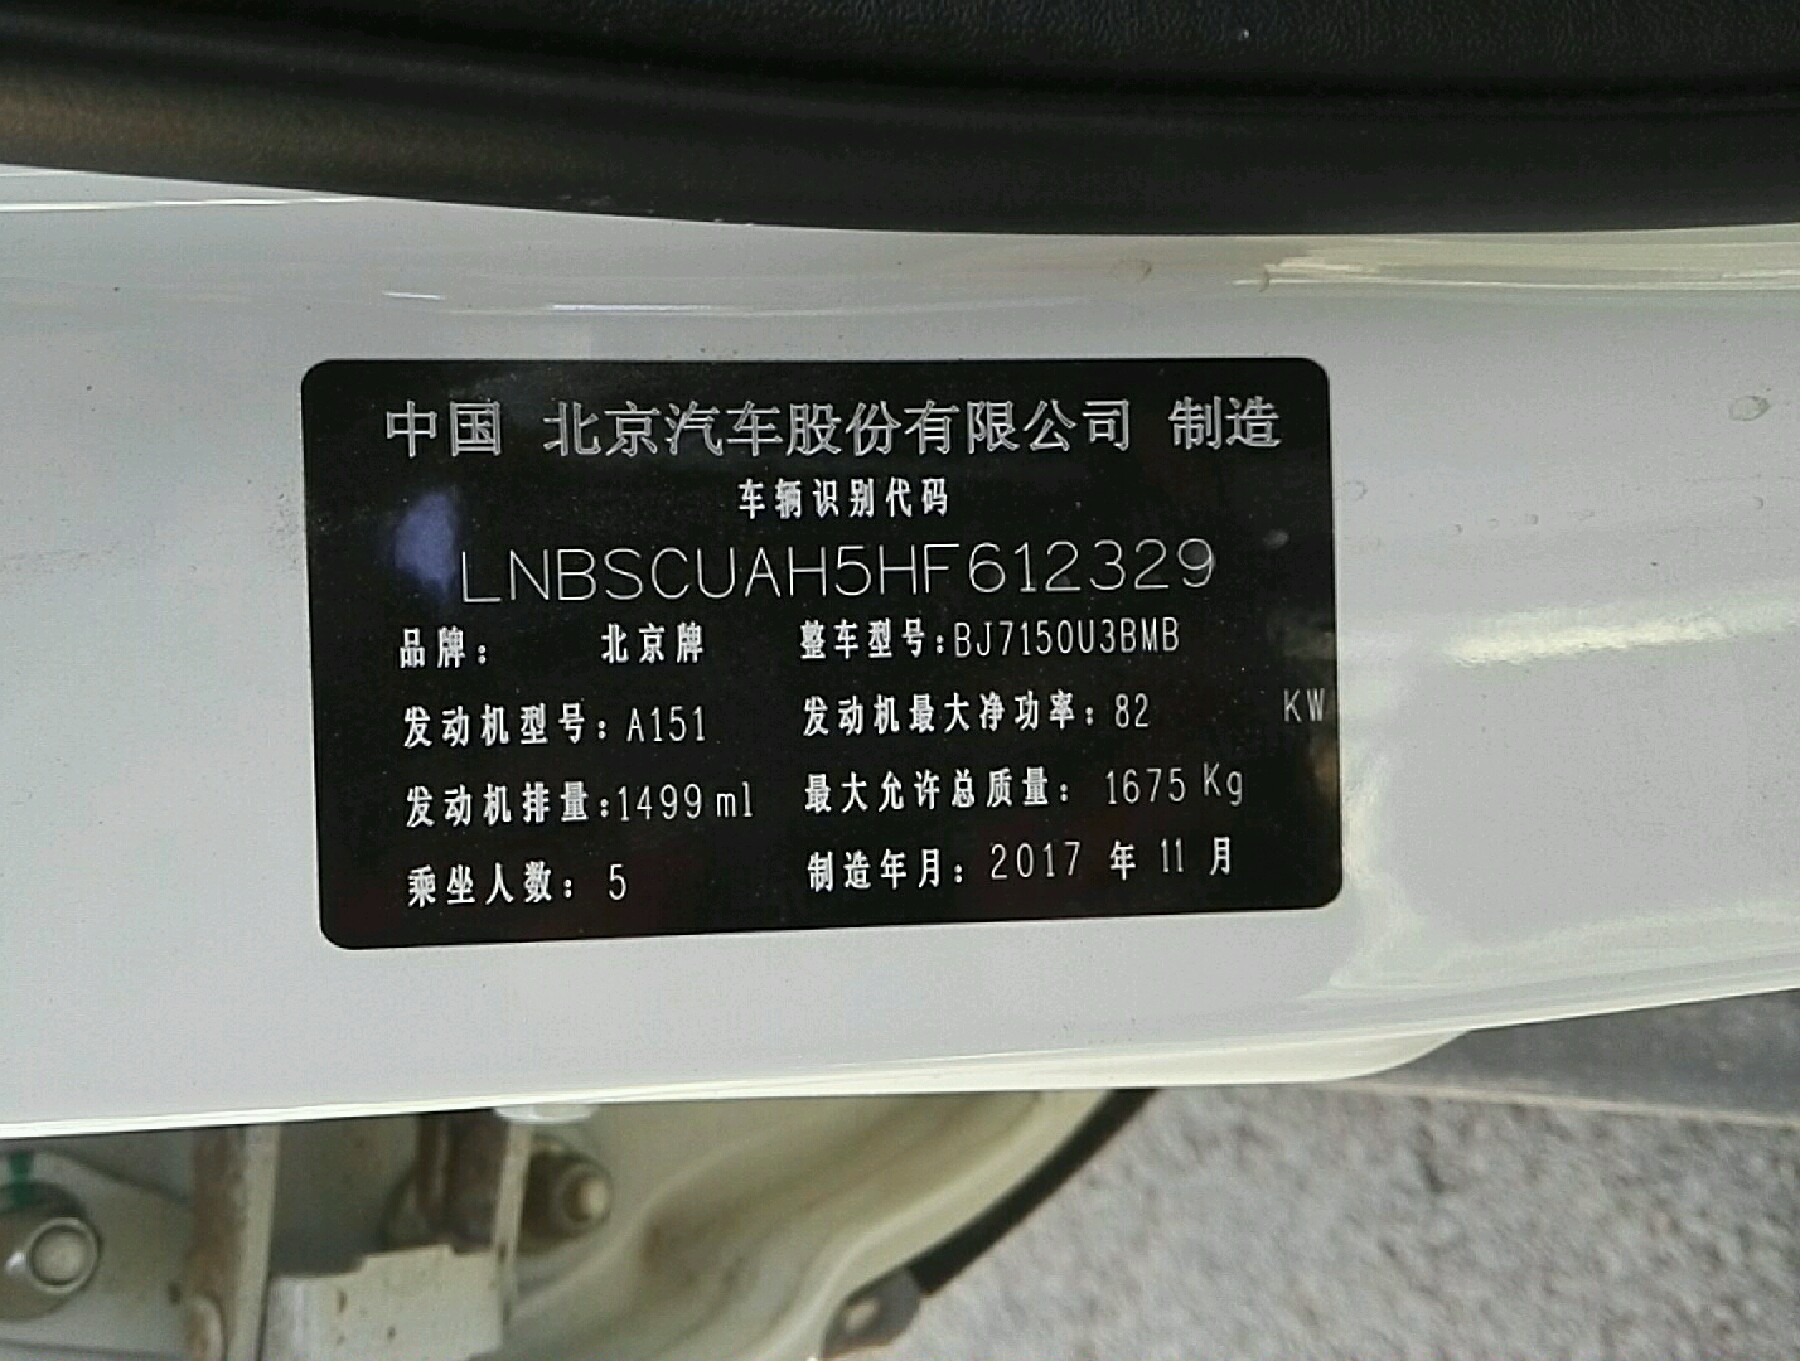 中国 北京汽车股份有限公司 制造
车辆识别代码
LNBSCUAH5HF612329
品牌： 北京牌 整车型号：BJ7150U3BMB
发动机型号：A151 发动机最大净功率：82 KW
发动机排量：1499ml 最大允许总质量：1675Kg
乘坐人数：5 制造年月：2017 年 11 月